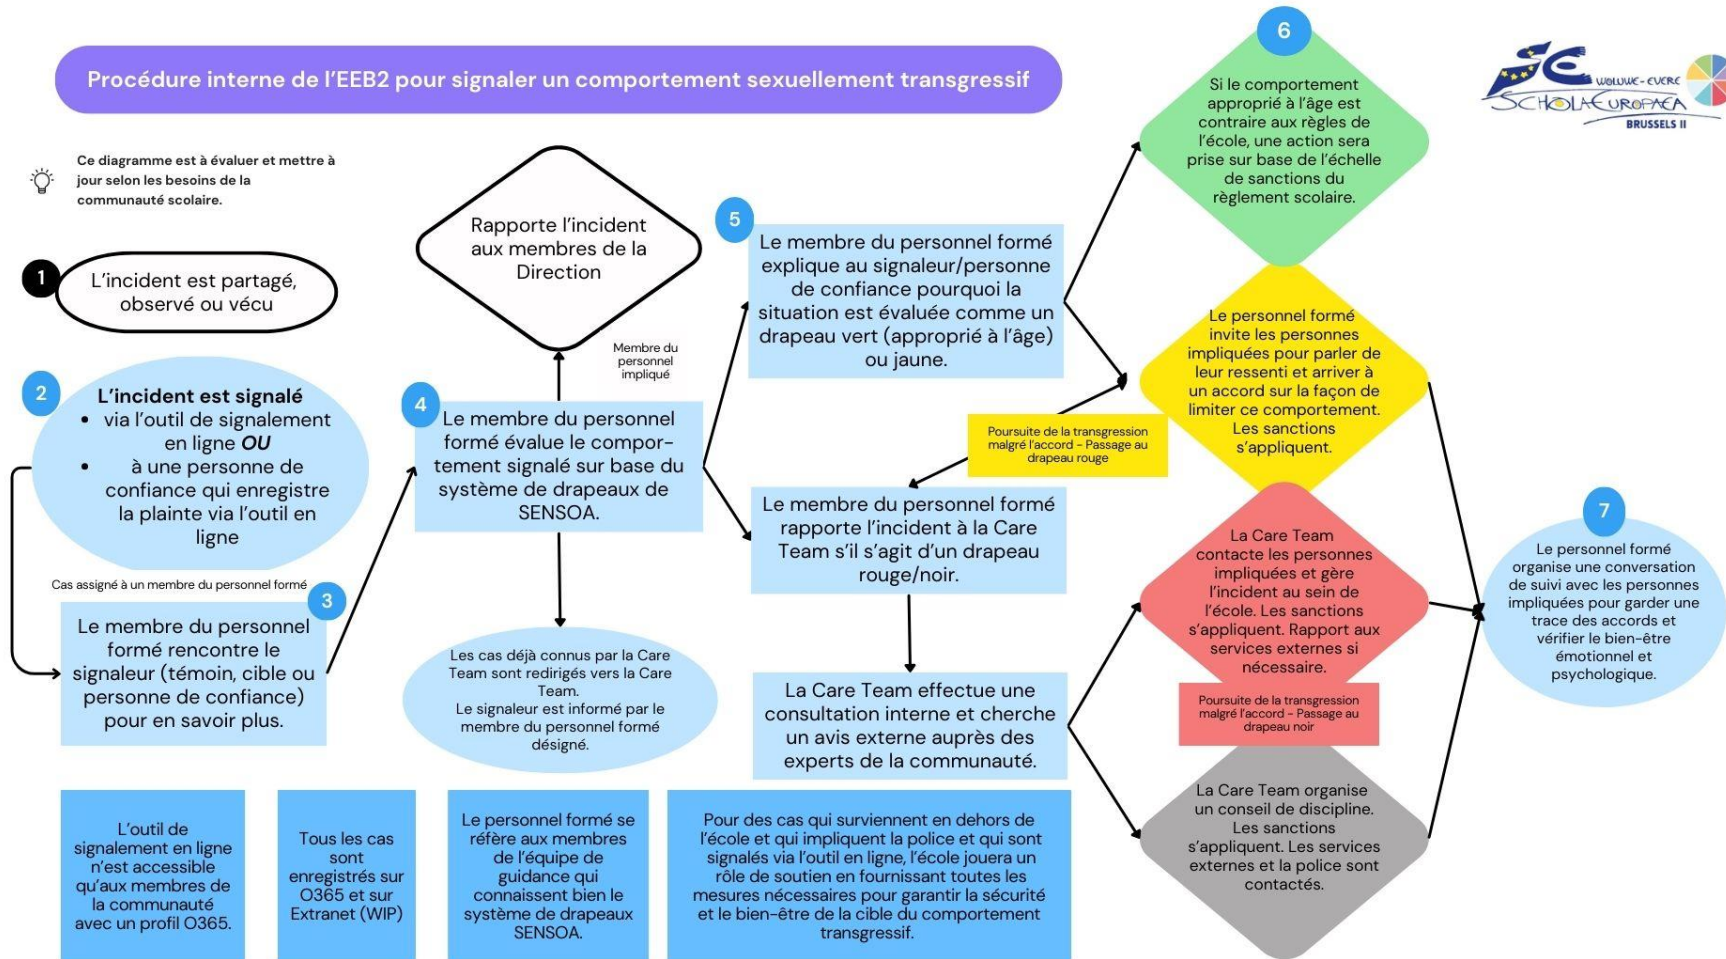 Procédure interne de l'EEB2 pour signaler un comportement sexuellement transgressif
WOLUWE - EVERE
SCHOLA EUROPAEA
BRUSSELS II
Ce diagramme est à évaluer et mettre à
jour selon les besoins de la
communauté scolaire.
1
L'incident est partagé,
observé ou vécu
2
L'incident est signalé
• via l'outil de signalement
en ligne OU
• à une personne de
confiance qui enregistre
la plainte via l'outil en
ligne
Cas assigné à un membre du personnel formé
3
Le membre du personnel
formé rencontre le
signaleur (témoin, cible ou
personne de confiance)
pour en savoir plus.
Rapporte l'incident
aux membres de la
Direction
Membre du
personnel
impliqué
4
Le membre du personnel
formé évalue le compor-
tement signalé sur base du
système de drapeaux de
SENSOA.
Les cas déjà connus par la Care
Team sont redirigés vers la Care
Team.
Le signaleur est informé par le
membre du personnel formé
désigné.
5
Le membre du personnel formé
explique au signaleur/personne
de confiance pourquoi la
situation est évaluée comme un
drapeau vert (approprié à l'âge)
ou jaune.
Poursuite de la transgression
malgré l'accord - Passage au
drapeau rouge
Le membre du personnel formé
rapporte l'incident à la Care
Team s'il s'agit d'un drapeau
rouge/noir.
La Care Team effectue une
consultation interne et cherche
un avis externe auprès des
experts de la communauté.
6
Si le comportement
approprié à l'âge est
contraire aux règles de
l'école, une action sera
prise sur base de l'échelle
de sanctions du
règlement scolaire.
Le personnel formé
invite les personnes
impliquées pour parler de
leur ressenti et arriver à
un accord sur la façon de
limiter ce comportement.
Les sanctions
s'appliquent.
La Care Team
contacte les personnes
impliquées et gère
l'incident au sein de
l'école. Les sanctions
s'appliquent. Rapport aux
services externes si
nécessaire.
Poursuite de la transgression
malgré l'accord - Passage au
drapeau noir
La Care Team organise
un conseil de discipline.
Les sanctions
s'appliquent. Les services
externes et la police sont
contactés.
7
Le personnel formé
organise une conversation
de suivi avec les personnes
impliquées pour garder une
trace des accords et
vérifier le bien-être
émotionnel et
psychologique.
L'outil de
signalement en ligne
n'est accessible
qu'aux membres de
la communauté
avec un profil O365.
Tous les cas
sont
enregistrés sur
O365 et sur
Extranet (WIP)
Le personnel formé se
réfère aux membres
de l'équipe de
guidance qui
connaissent bien le
système de drapeaux
SENSOA.
Pour des cas qui surviennent en dehors de
l'école et qui impliquent la police et qui sont
signalés via l'outil en ligne, l'école jouera un
rôle de soutien en fournissant toutes les
mesures nécessaires pour garantir la sécurité
et le bien-être de la cible du comportement
transgressif.